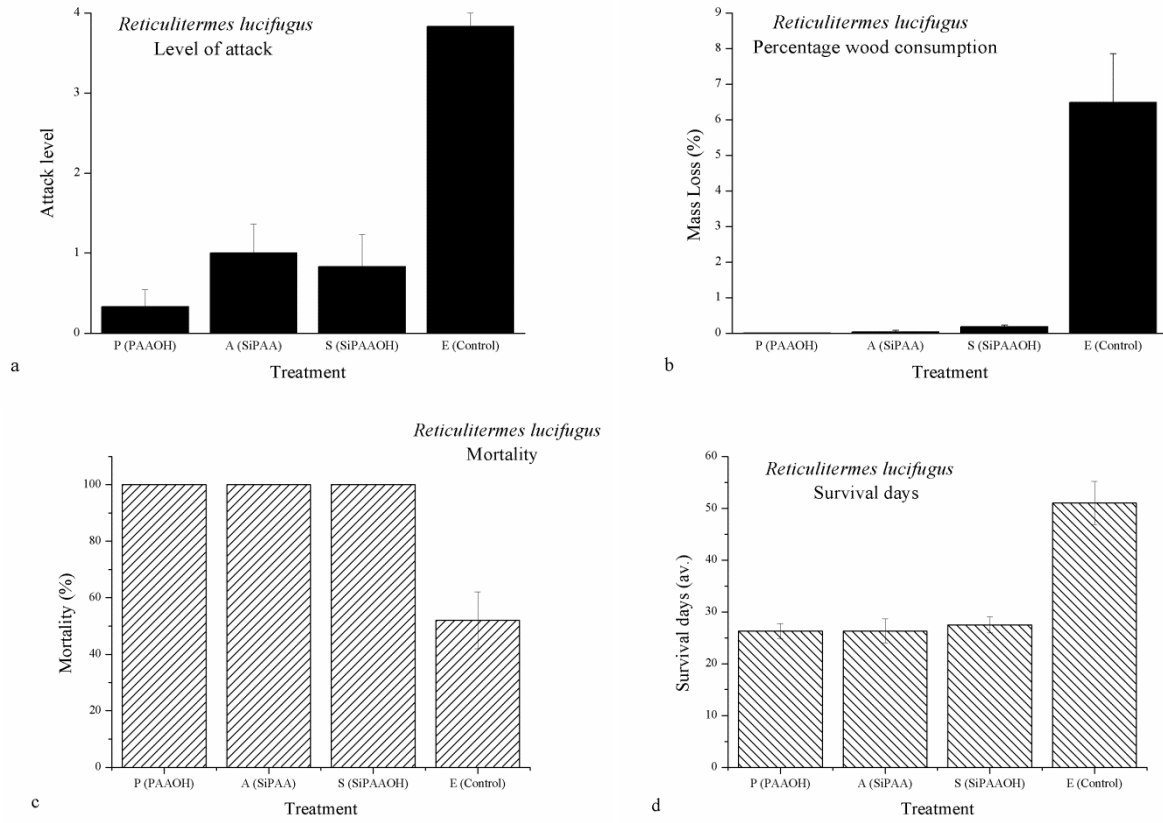 Reticulitermes lucifugus
Level of attack
4
3
2
1
0
Attack level
P (PAAOH) A (SiPAA) S (SiPAAOH) E (Control)
Treatment
a
Reticulitermes lucifugus
Percentage wood consumption
9
8
7
6
5
4
3
2
1
0
Mass Loss (%)
P (PAAOH) A (SiPAA) S (SiPAAOH) E (Control)
Treatment
b
Reticulitermes lucifugus
Mortality
100
80
60
40
20
0
Mortality (%)
P (PAAOH) A (SiPAA) S (SiPAAOH) E (Control)
Treatment
c
Reticulitermes lucifugus
Survival days
60
50
40
30
20
10
0
Survival days (av.)
P (PAAOH) A (SiPAA) S (SiPAAOH) E (Control)
Treatment
d